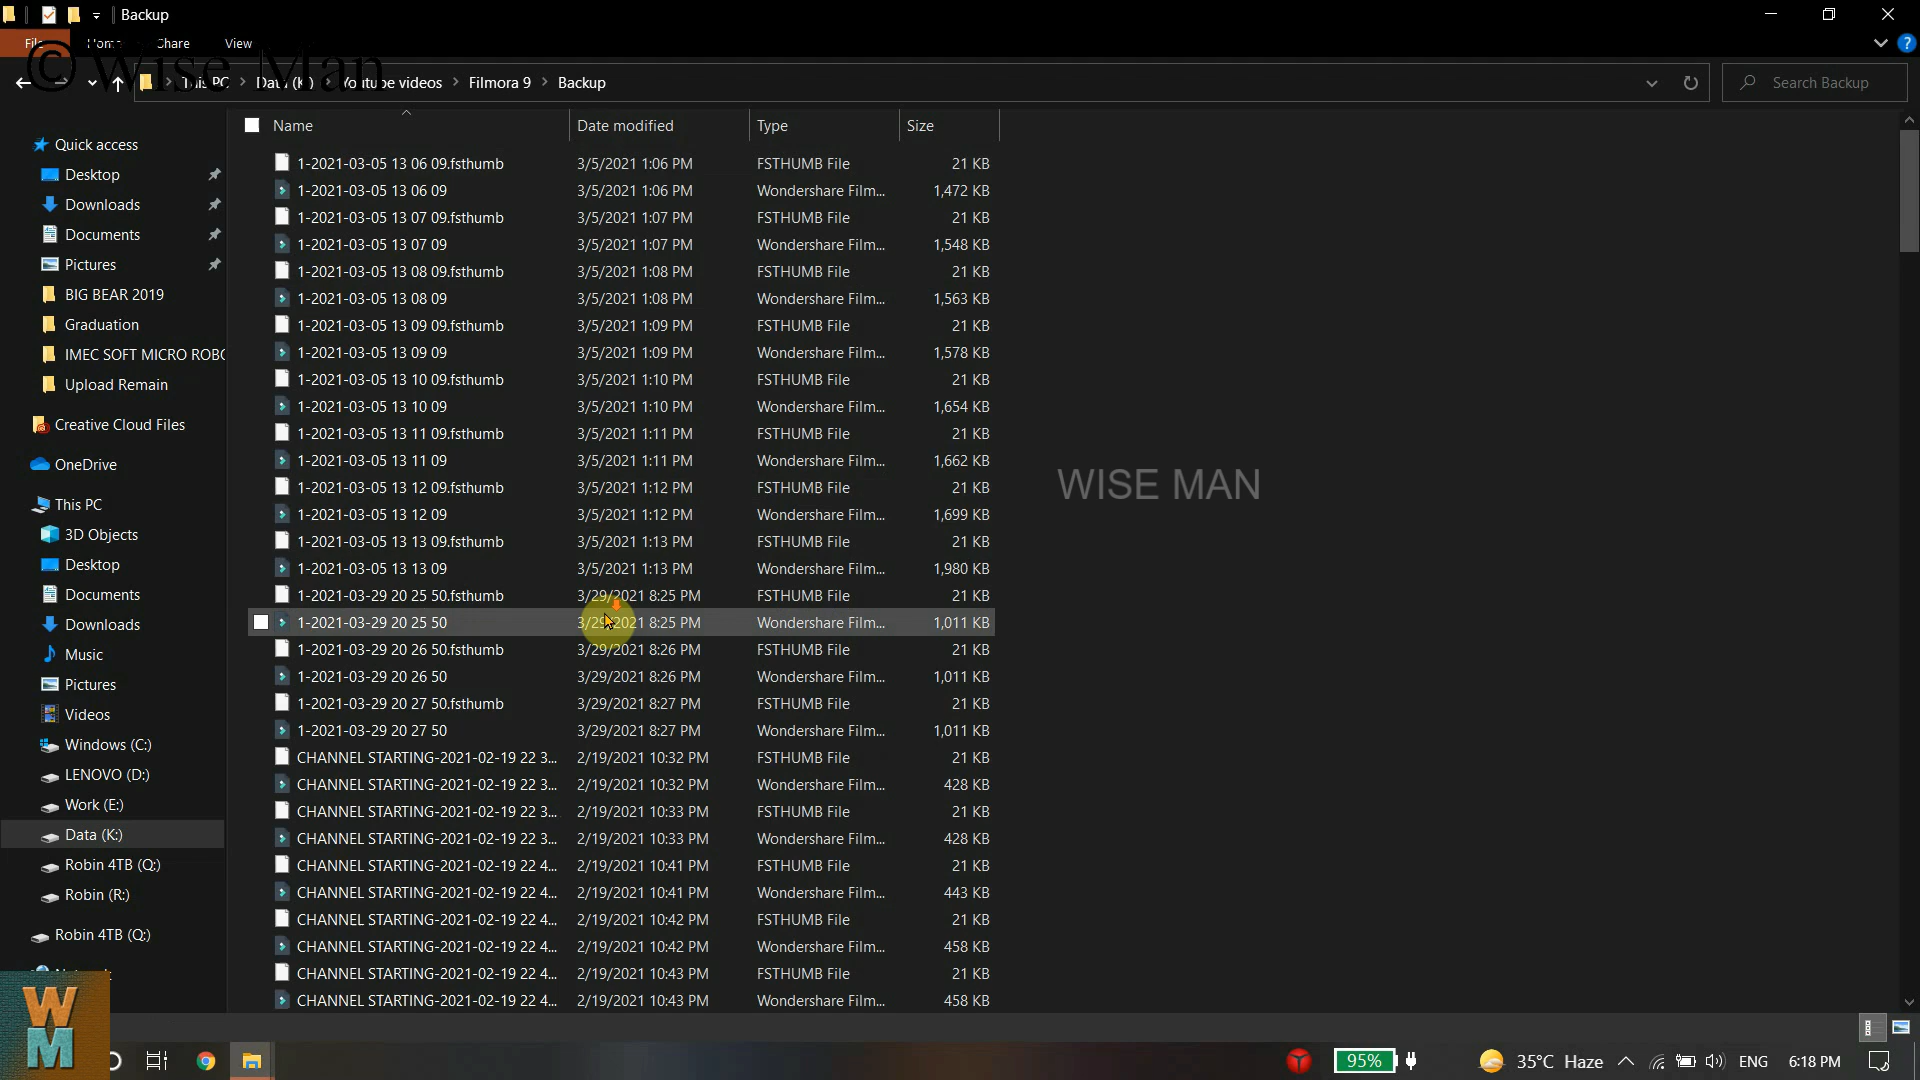 Backup
File Home Share View
© Wise Man
This PC > Data (K:) > Youtube videos > Filmora 9 > Backup
Search Backup
Name Date modified Type Size
Quick access
Desktop
Downloads
Documents
Pictures
BIG BEAR 2019
Graduation
IMEC SOFT MICRO ROBO
Upload Remain
Creative Cloud Files
OneDrive
This PC
3D Objects
Desktop
Documents
Downloads
Music
Pictures
Videos
Windows (C:)
LENOVO (D:)
Work (E:)
Data (K:)
Robin 4TB (Q:)
Robin (R:)
Robin 4TB (Q:)
1-2021-03-05 13 06 09.fsthumb 3/5/2021 1:06 PM FSTHUMB File 21 KB
1-2021-03-05 13 06 09 3/5/2021 1:06 PM Wondershare Film... 1,472 KB
1-2021-03-05 13 07 09.fsthumb 3/5/2021 1:07 PM FSTHUMB File 21 KB
1-2021-03-05 13 07 09 3/5/2021 1:07 PM Wondershare Film... 1,548 KB
1-2021-03-05 13 08 09.fsthumb 3/5/2021 1:08 PM FSTHUMB File 21 KB
1-2021-03-05 13 08 09 3/5/2021 1:08 PM Wondershare Film... 1,563 KB
1-2021-03-05 13 09 09.fsthumb 3/5/2021 1:09 PM FSTHUMB File 21 KB
1-2021-03-05 13 09 09 3/5/2021 1:09 PM Wondershare Film... 1,578 KB
1-2021-03-05 13 10 09.fsthumb 3/5/2021 1:10 PM FSTHUMB File 21 KB
1-2021-03-05 13 10 09 3/5/2021 1:10 PM Wondershare Film... 1,654 KB
1-2021-03-05 13 11 09.fsthumb 3/5/2021 1:11 PM FSTHUMB File 21 KB
1-2021-03-05 13 11 09 3/5/2021 1:11 PM Wondershare Film... 1,662 KB
1-2021-03-05 13 12 09.fsthumb 3/5/2021 1:12 PM FSTHUMB File 21 KB
1-2021-03-05 13 12 09 3/5/2021 1:12 PM Wondershare Film... 1,699 KB
1-2021-03-05 13 13 09.fsthumb 3/5/2021 1:13 PM FSTHUMB File 21 KB
1-2021-03-05 13 13 09 3/5/2021 1:13 PM Wondershare Film... 1,980 KB
1-2021-03-29 20 25 50.fsthumb 3/29/2021 8:25 PM FSTHUMB File 21 KB
1-2021-03-29 20 25 50 3/29/2021 8:25 PM Wondershare Film... 1,011 KB
1-2021-03-29 20 26 50.fsthumb 3/29/2021 8:26 PM FSTHUMB File 21 KB
1-2021-03-29 20 26 50 3/29/2021 8:26 PM Wondershare Film... 1,011 KB
1-2021-03-29 20 27 50.fsthumb 3/29/2021 8:27 PM FSTHUMB File 21 KB
1-2021-03-29 20 27 50 3/29/2021 8:27 PM Wondershare Film... 1,011 KB
CHANNEL STARTING-2021-02-19 22 3... 2/19/2021 10:32 PM FSTHUMB File 21 KB
CHANNEL STARTING-2021-02-19 22 3... 2/19/2021 10:32 PM Wondershare Film... 428 KB
CHANNEL STARTING-2021-02-19 22 3... 2/19/2021 10:33 PM FSTHUMB File 21 KB
CHANNEL STARTING-2021-02-19 22 3... 2/19/2021 10:33 PM Wondershare Film... 428 KB
CHANNEL STARTING-2021-02-19 22 4... 2/19/2021 10:41 PM FSTHUMB File 21 KB
CHANNEL STARTING-2021-02-19 22 4... 2/19/2021 10:41 PM Wondershare Film... 443 KB
CHANNEL STARTING-2021-02-19 22 4... 2/19/2021 10:42 PM FSTHUMB File 21 KB
CHANNEL STARTING-2021-02-19 22 4... 2/19/2021 10:42 PM Wondershare Film... 458 KB
CHANNEL STARTING-2021-02-19 22 4... 2/19/2021 10:43 PM FSTHUMB File 21 KB
CHANNEL STARTING-2021-02-19 22 4... 2/19/2021 10:43 PM Wondershare Film... 458 KB
WISE MAN
WM
95% 35°C Haze ENG 6:18 PM